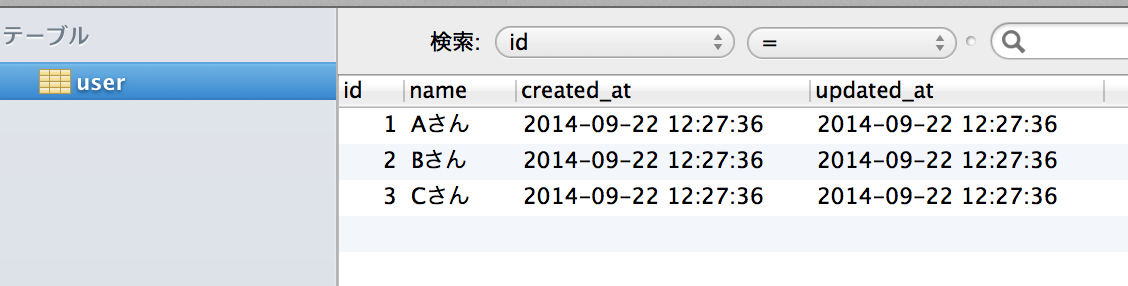 テーブル
user
検索: id =
id name created_at updated_at
1 Aさん 2014-09-22 12:27:36 2014-09-22 12:27:36
2 Bさん 2014-09-22 12:27:36 2014-09-22 12:27:36
3 Cさん 2014-09-22 12:27:36 2014-09-22 12:27:36